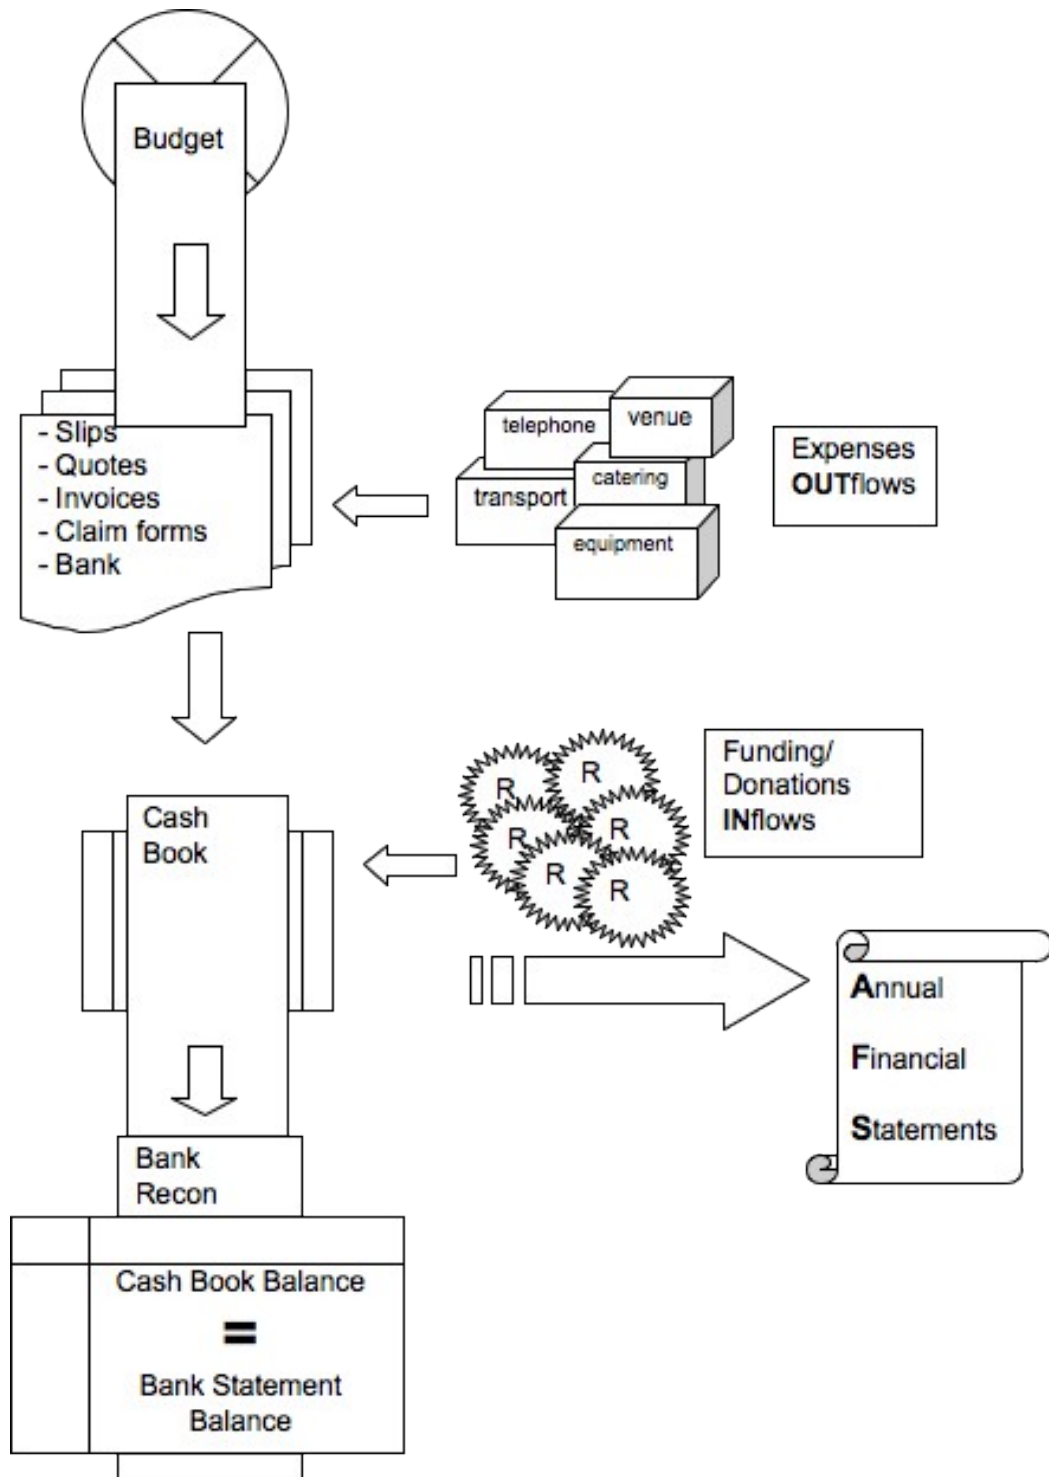 Budget
- Slips
- Quotes
- Invoices
- Claim forms
- Bank
telephone
venue
transport
catering
equipment
Expenses
OUTflows
Cash
Book
R
R
R
R
R
R
Funding/
Donations
INflows
Annual
Financial
Statements
Bank
Recon
Cash Book Balance
=
Bank Statement
Balance